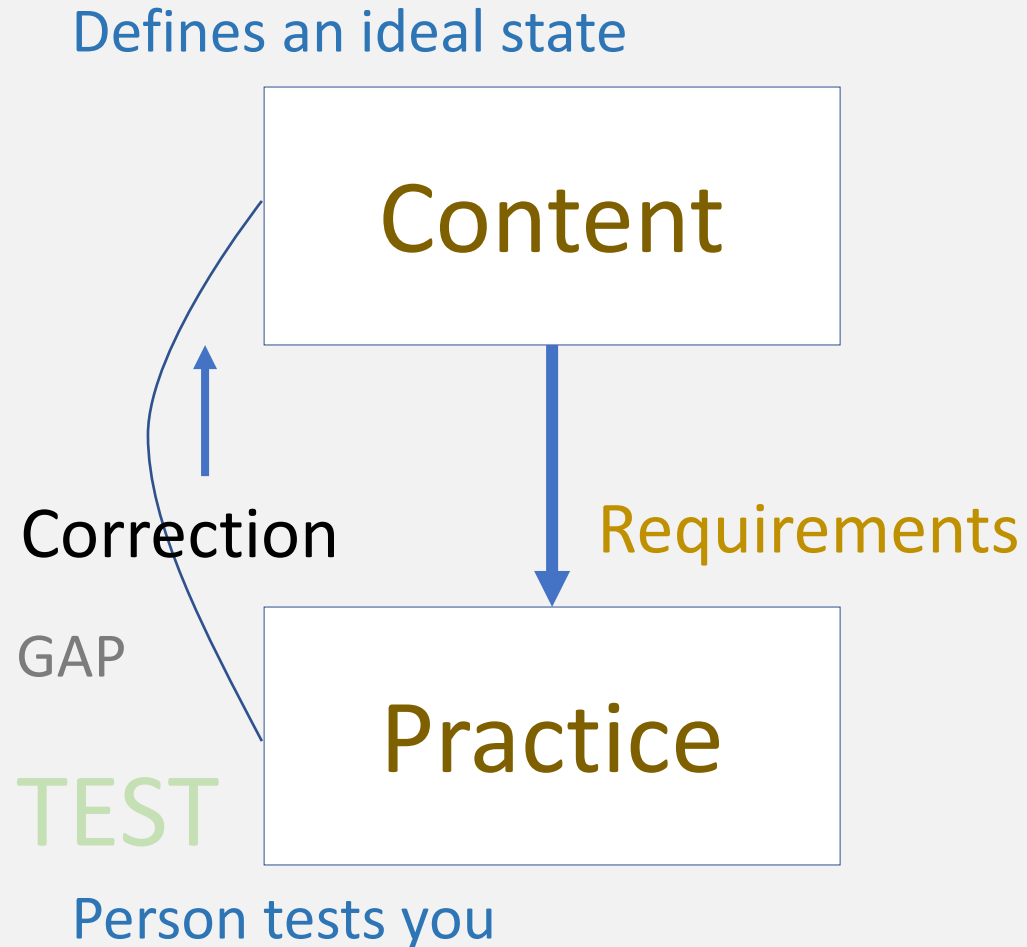 Defines an ideal state
Content
Correction
Requirements
GAP
Practice
TEST
Person tests you